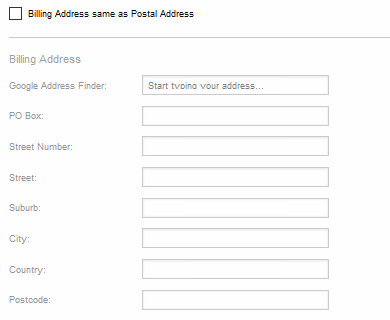 Billing Address same as Postal Address
Billing Address
Google Address Finder: Start typing your address...
PO Box:
Street Number:
Street:
Suburb:
City:
Country:
Postcode: